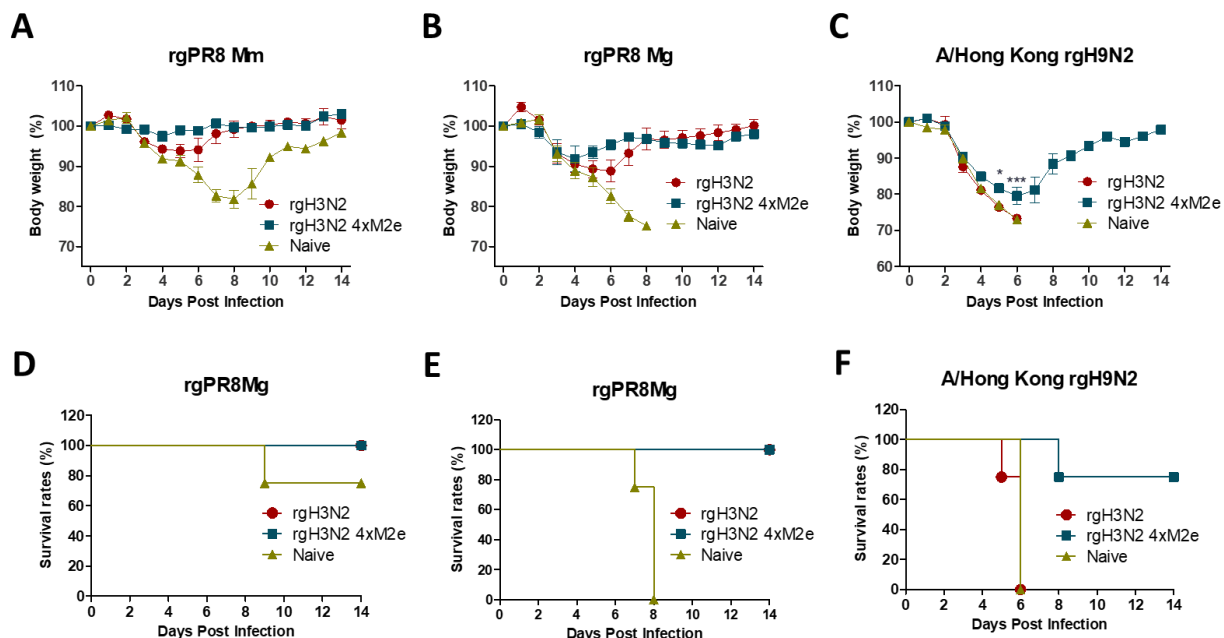 A
rgPR8 Mm
Body weight (%)
110
100
90
80
70
rgH3N2
rgH3N2 4xM2e
Naive
0 2 4 6 8 10 12 14
Days Post Infection
B
rgPR8 Mg
Body weight (%)
110
100
90
80
70
rgH3N2
rgH3N2 4xM2e
Naive
0 2 4 6 8 10 12 14
Days Post Infection
C
A/Hong Kong rgH9N2
Body weight (%)
110
100
90
80
70
60
* ***
rgH3N2
rgH3N2 4xM2e
Naive
0 2 4 6 8 10 12 14
Days Post Infection
D
rgPR8Mg
Survival rates (%)
120
100
80
60
40
20
0
rgH3N2
rgH3N2 4xM2e
Naive
0 2 4 6 8 10 12 14
Days Post Infection
E
rgPR8Mg
Survival rates (%)
120
100
80
60
40
20
0
rgH3N2
rgH3N2 4xM2e
Naive
0 2 4 6 8 10 12 14
Days Post Infection
F
A/Hong Kong rgH9N2
Survival rates (%)
120
100
80
60
40
20
0
rgH3N2
rgH3N2 4xM2e
Naive
0 2 4 6 8 10 12 14
Days Post Infection